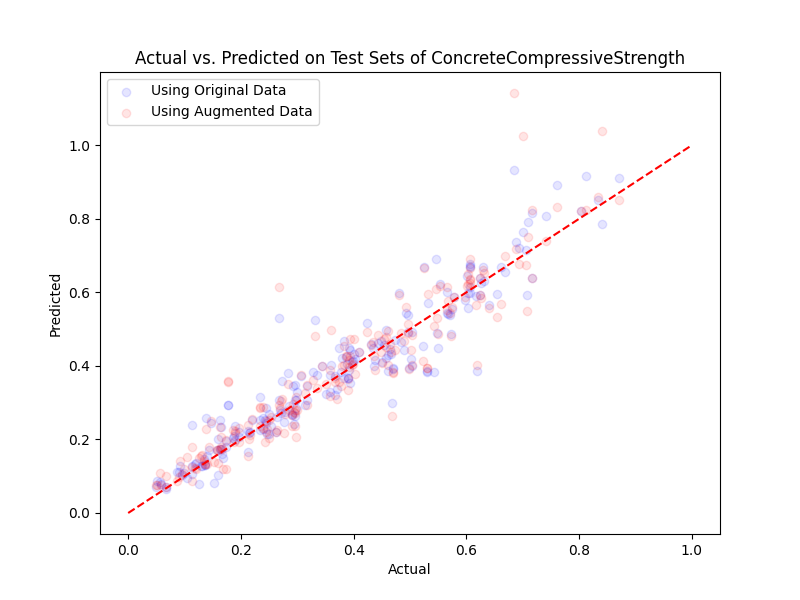 Actual vs. Predicted on Test Sets of ConcreteCompressiveStrength
Using Original Data
Using Augmented Data
Predicted
1.0
0.8
0.6
0.4
0.2
0.0
0.0 0.2 0.4 0.6 0.8 1.0
Actual